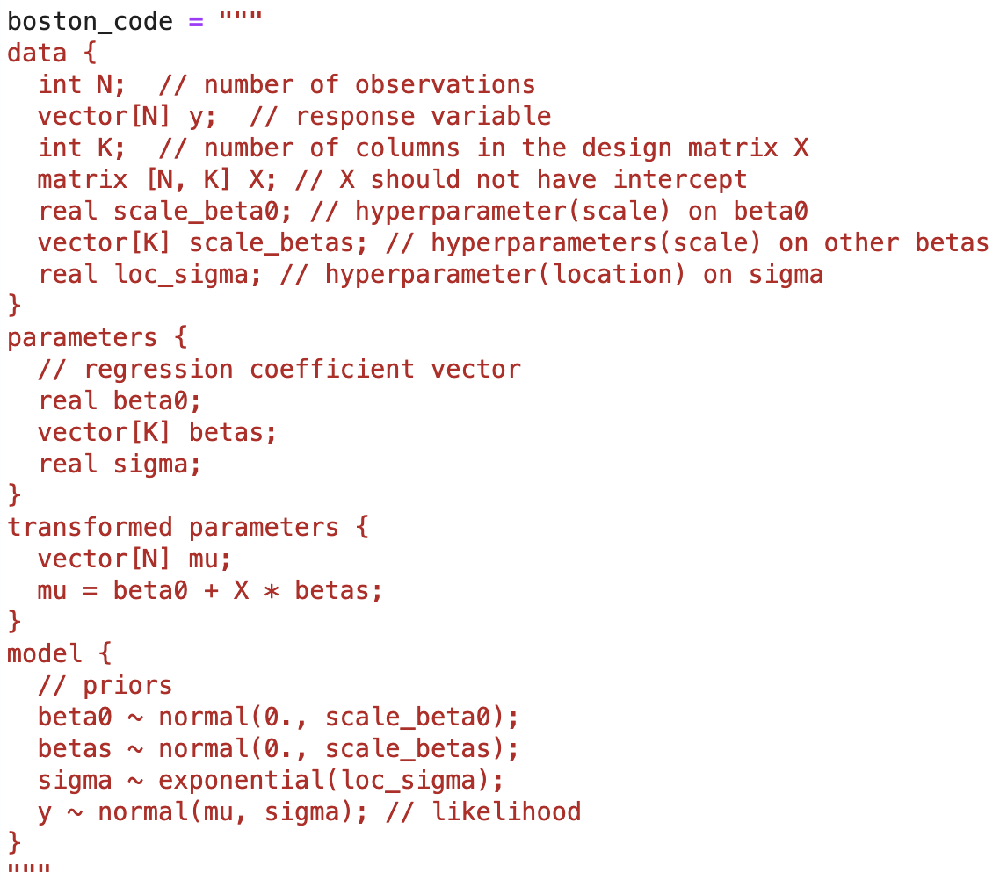 boston_code = """
data {
  int N;  // number of observations
  vector[N] y;  // response variable
  int K;  // number of columns in the design matrix X
  matrix [N, K] X; // X should not have intercept
  real scale_beta0; // hyperparameter(scale) on beta0
  vector[K] scale_betas; // hyperparameters(scale) on other betas
  real loc_sigma; // hyperparameter(location) on sigma
}
parameters {
  // regression coefficient vector
  real beta0;
  vector[K] betas;
  real sigma;
}
transformed parameters {
  vector[N] mu;
  mu = beta0 + X * betas;
}
model {
  // priors
  beta0 ~ normal(0., scale_beta0);
  betas ~ normal(0., scale_betas);
  sigma ~ exponential(loc_sigma);
  y ~ normal(mu, sigma); // likelihood
}
"""